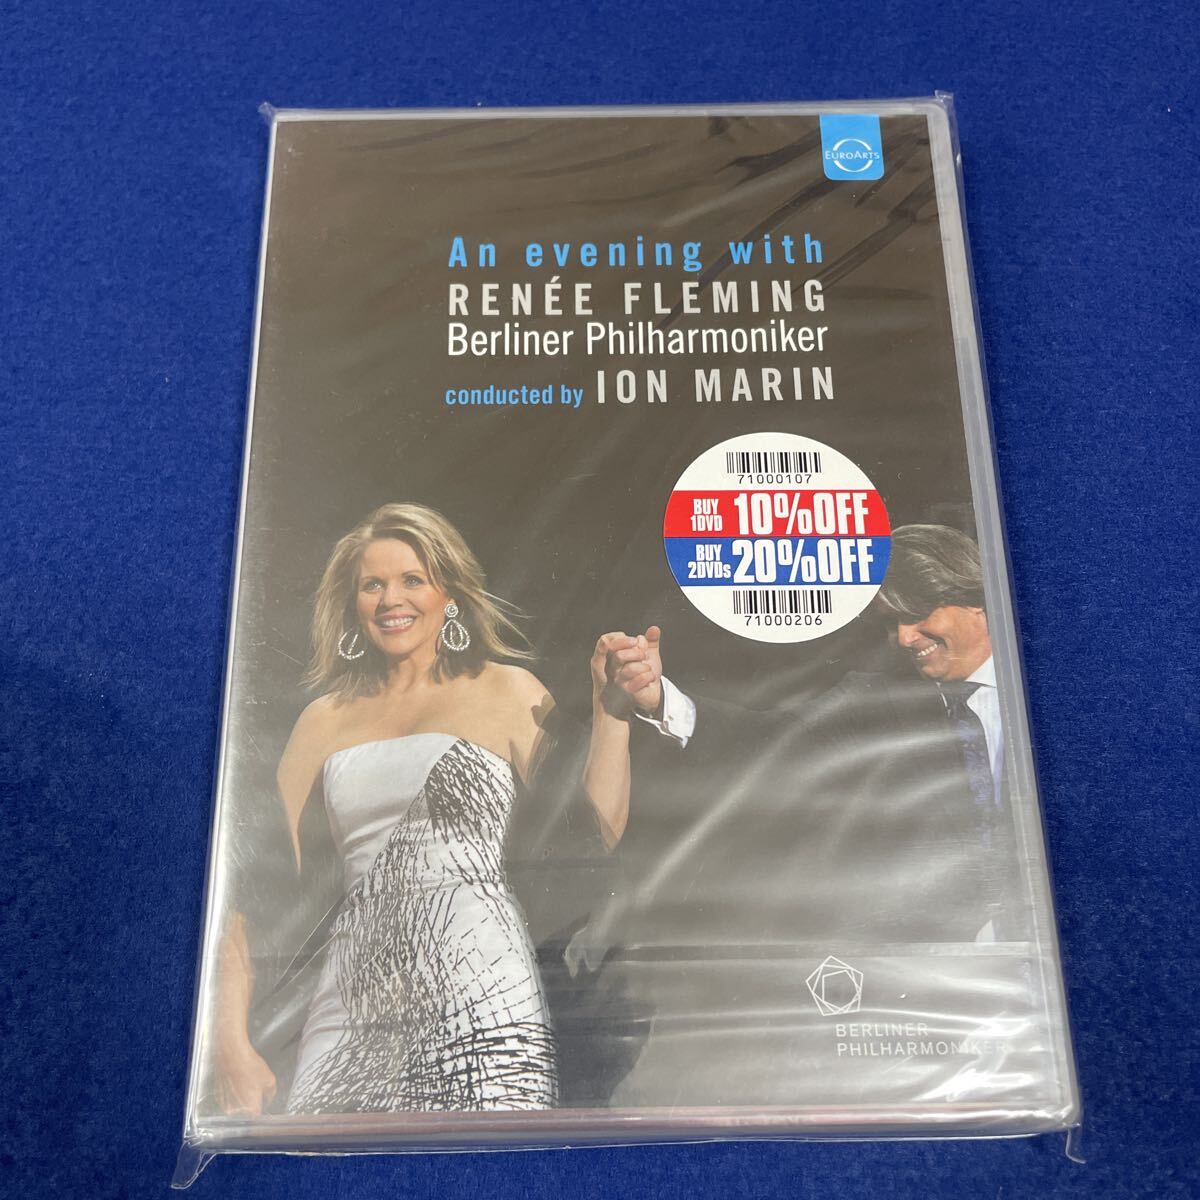 EUROARTS
An evening with
RENÉE FLEMING
Berliner Philharmoniker
conducted by ION MARIN
71000107
BUY 1DVD 10%OFF
BUY 2DVDs 20%OFF
71000206
BERLINER
PHILHARMONIKER